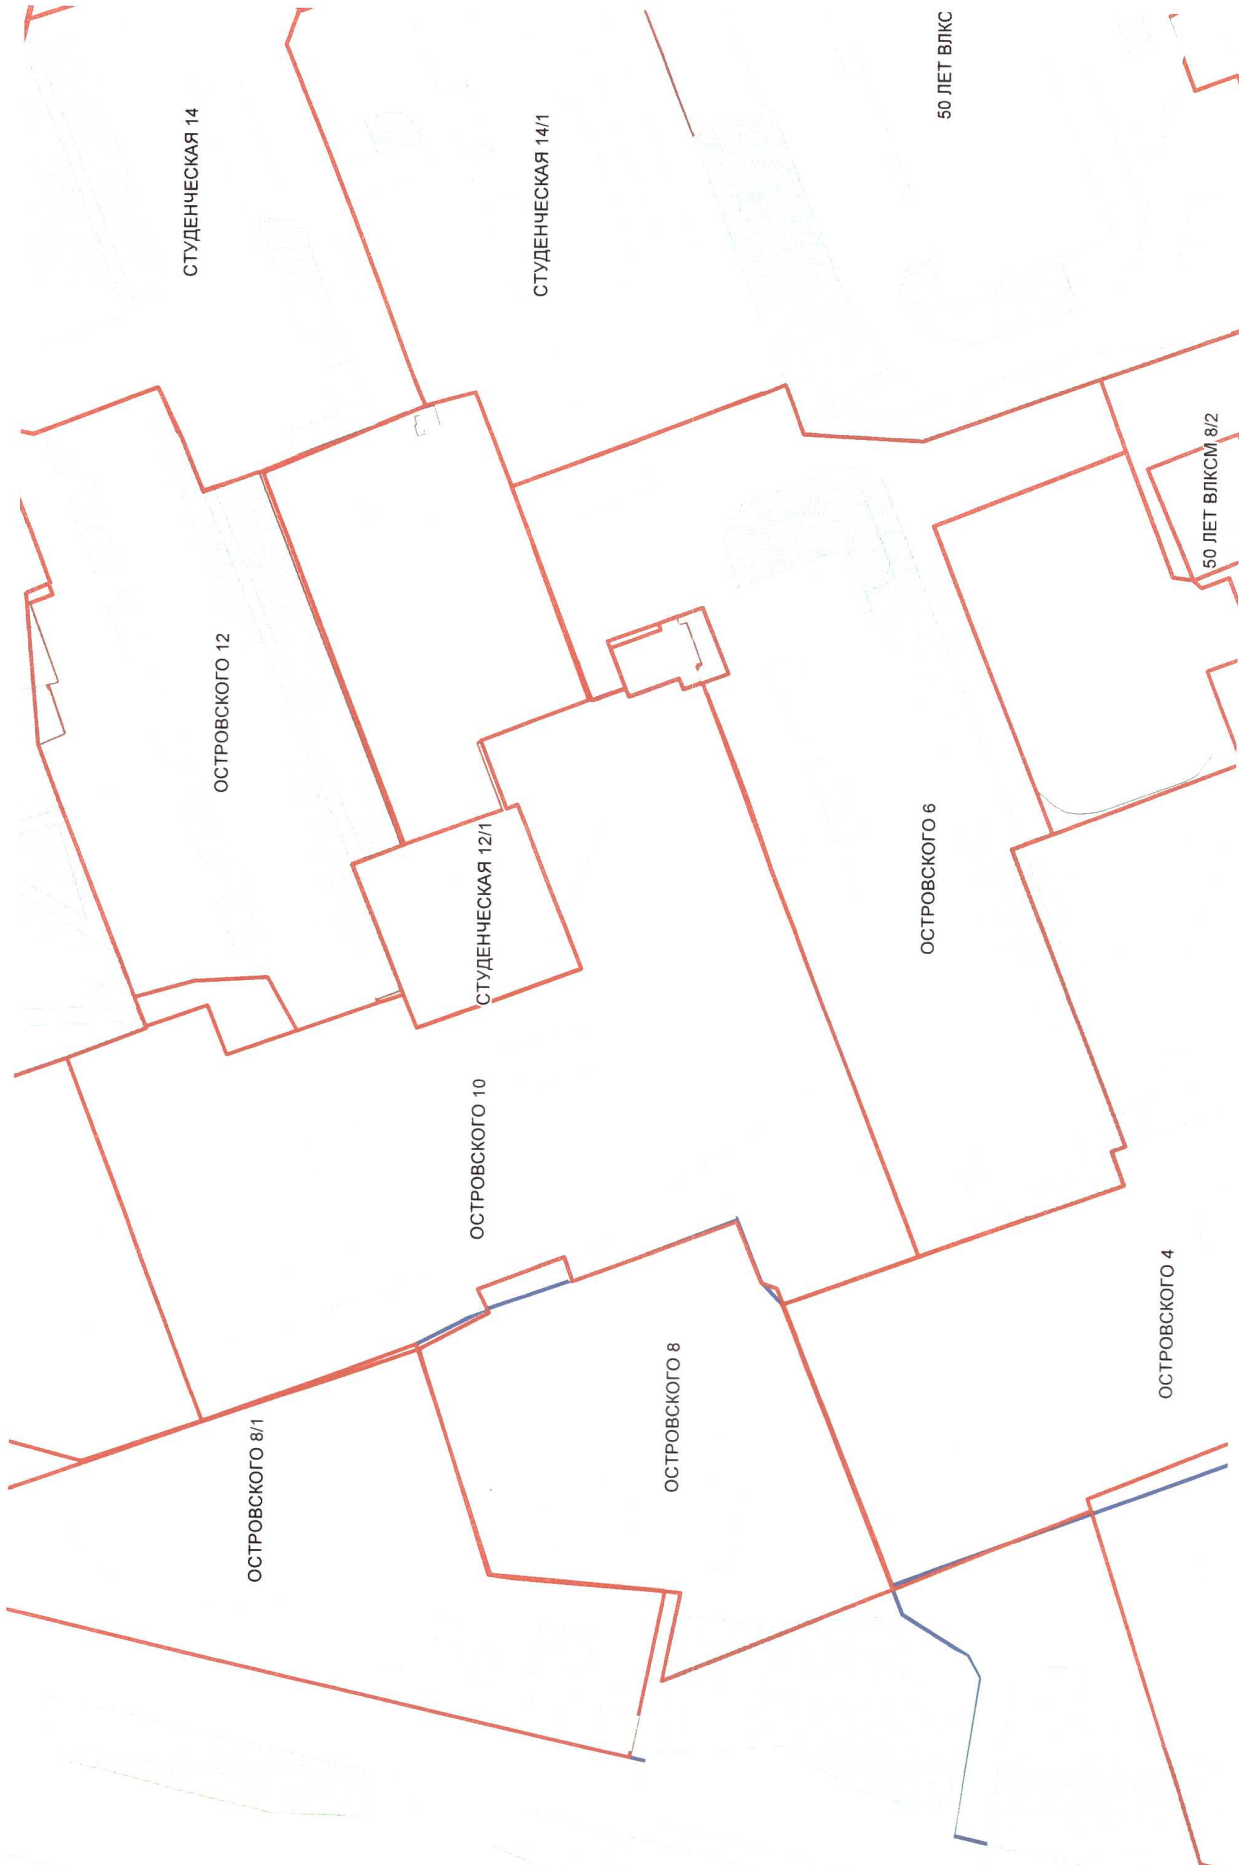 СТУДЕНЧЕСКАЯ 14
СТУДЕНЧЕСКАЯ 14/1
50 ЛЕТ ВЛКС
50 ЛЕТ ВЛКСМ 8/2
ОСТРОВСКОГО 12
СТУДЕНЧЕСКАЯ 12/1
ОСТРОВСКОГО 6
ОСТРОВСКОГО 10
ОСТРОВСКОГО 4
ОСТРОВСКОГО 8
ОСТРОВСКОГО 8/1